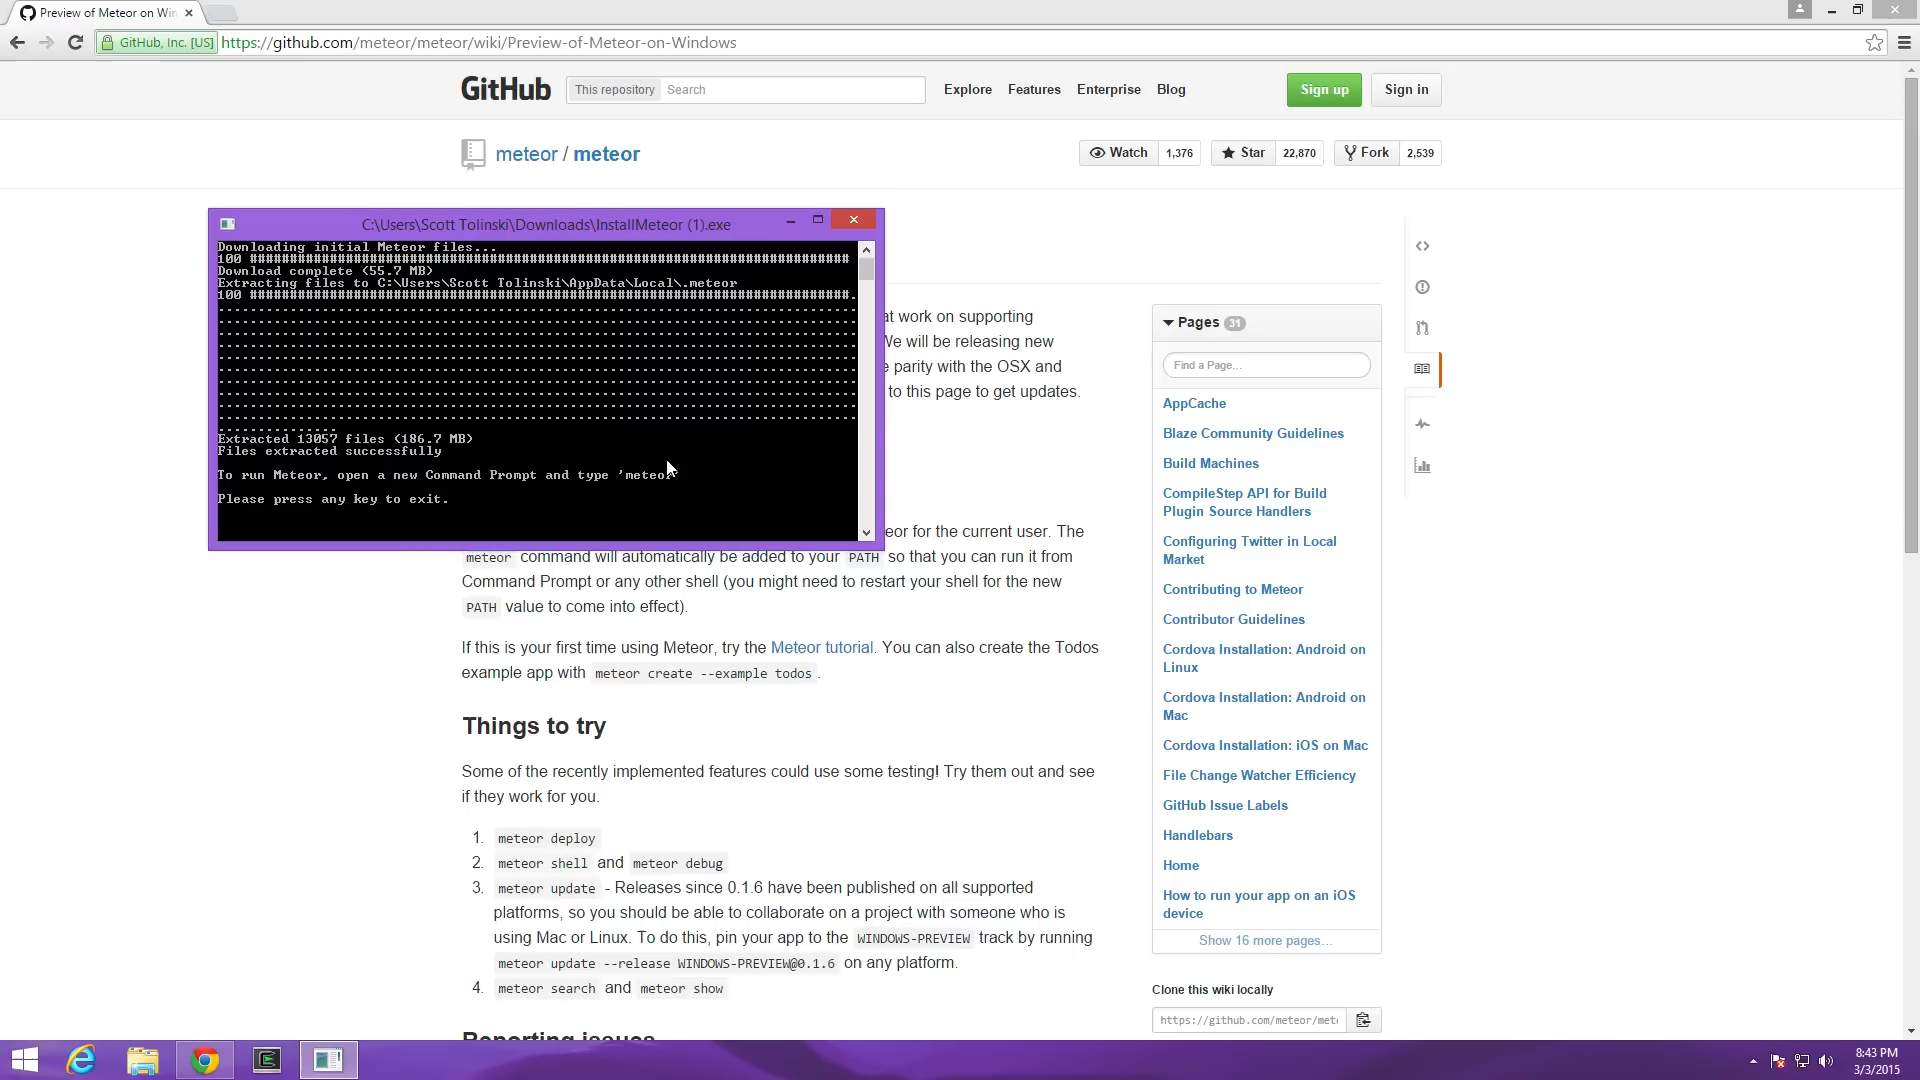 Preview of Meteor on Win
GitHub, Inc. [US]
https://github.com/meteor/meteor/wiki/Preview-of-Meteor-on-Windows
GitHub
This repository
Search
Explore
Features
Enterprise
Blog
Sign up
Sign in
meteor / meteor
Watch 1,376
Star 22,870
Fork 2,539
C:\Users\Scott Tolinski\Downloads\InstallMeteor (1).exe
Downloading initial Meteor files...
100 ###########################################################################
Download complete (55.7 MB)
Extracting files to C:\Users\Scott Tolinski\AppData\Local\.meteor
100 ###########################################################################.
Extracted 13057 files (186.7 MB)
Files extracted successfully
To run Meteor, open a new Command Prompt and type 'meteor
Please press any key to exit.
at work on supporting
We will be releasing new
e parity with the OSX and
to this page to get updates.
eor for the current user. The
meteor command will automatically be added to your PATH so that you can run it from
Command Prompt or any other shell (you might need to restart your shell for the new
PATH value to come into effect).
If this is your first time using Meteor, try the Meteor tutorial. You can also create the Todos
example app with meteor create --example todos .
Things to try
Some of the recently implemented features could use some testing! Try them out and see
if they work for you.
1. meteor deploy
2. meteor shell and meteor debug
3. meteor update - Releases since 0.1.6 have been published on all supported
platforms, so you should be able to collaborate on a project with someone who is
using Mac or Linux. To do this, pin your app to the WINDOWS-PREVIEW track by running
meteor update --release WINDOWS-PREVIEW@0.1.6 on any platform.
4. meteor search and meteor show
Reporting issues
Pages 31
Find a Page...
AppCache
Blaze Community Guidelines
Build Machines
CompileStep API for Build
Plugin Source Handlers
Configuring Twitter in Local
Market
Contributing to Meteor
Contributor Guidelines
Cordova Installation: Android on
Linux
Cordova Installation: Android on
Mac
Cordova Installation: iOS on Mac
File Change Watcher Efficiency
GitHub Issue Labels
Handlebars
Home
How to run your app on an iOS
device
Show 16 more pages...
Clone this wiki locally
https://github.com/meteor/mete
8:43 PM
3/3/2015